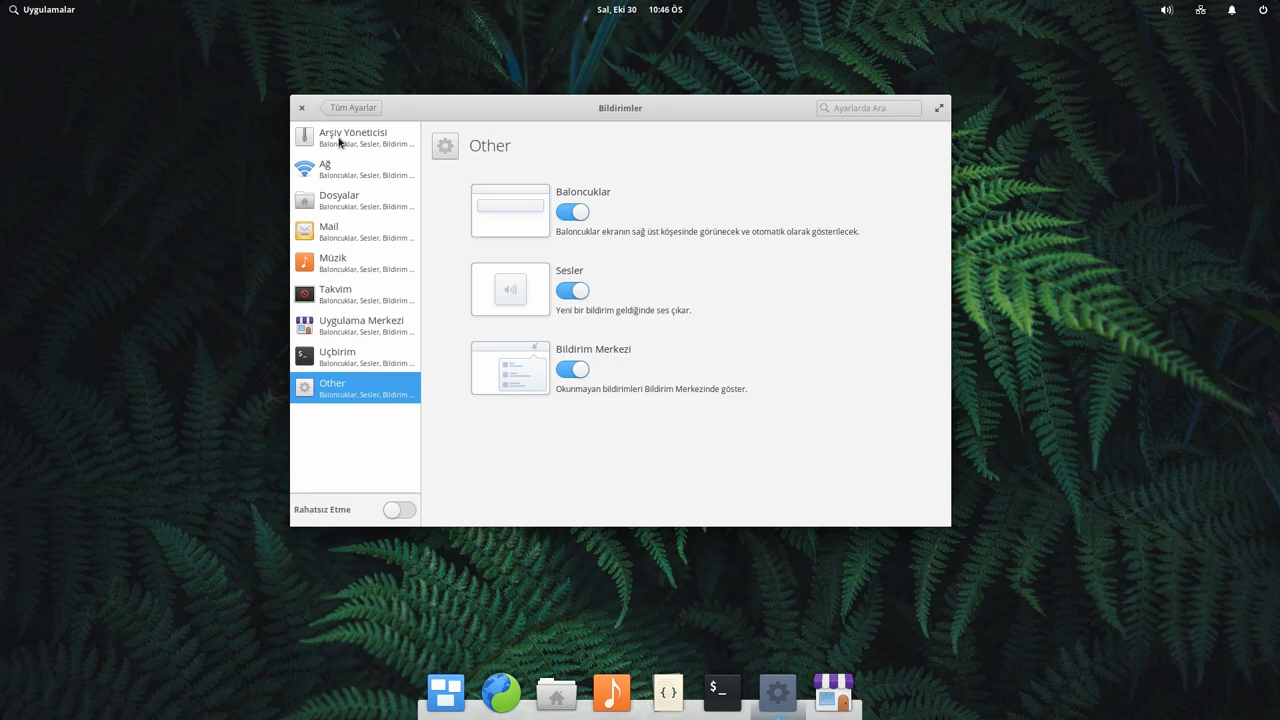 Uygulamalar
Sal, Eki 30 10:46 ÖS
Tüm Ayarlar
Bildirimler
Ayarlarda Ara
Arşiv Yöneticisi
Baloncuklar, Sesler, Bildirim ...
Ağ
Baloncuklar, Sesler, Bildirim ...
Dosyalar
Baloncuklar, Sesler, Bildirim ...
Mail
Baloncuklar, Sesler, Bildirim ...
Müzik
Baloncuklar, Sesler, Bildirim ...
Takvim
Baloncuklar, Sesler, Bildirim ...
Uygulama Merkezi
Baloncuklar, Sesler, Bildirim ...
Uçbirim
Baloncuklar, Sesler, Bildirim ...
Other
Baloncuklar, Sesler, Bildirim ...
Rahatsız Etme
Other
Baloncuklar
Baloncuklar ekranın sağ üst köşesinde görünecek ve otomatik olarak gösterilecek.
Sesler
Yeni bir bildirim geldiğinde ses çıkar.
Bildirim Merkezi
Okunmayan bildirimleri Bildirim Merkezinde göster.